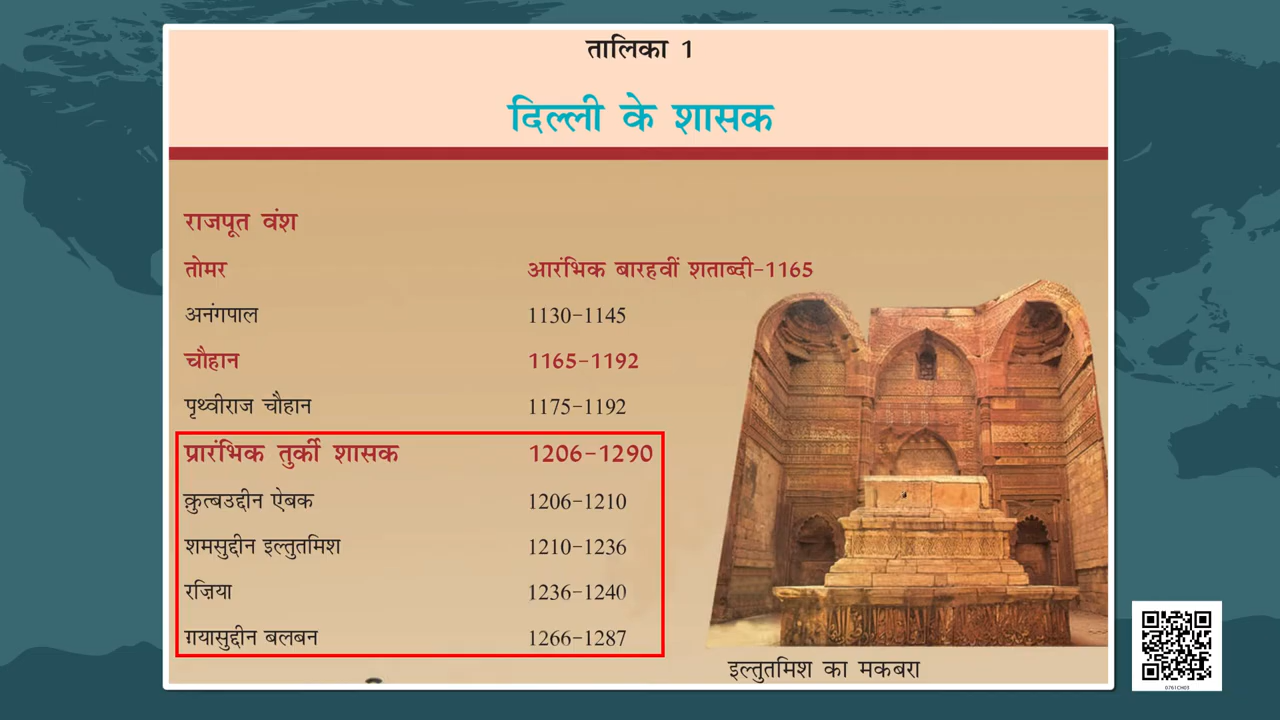 तालिका 1
दिल्ली के शासक
राजपूत वंश
तोमर आरंभिक बारहवीं शताब्दी-1165
अनंगपाल 1130-1145
चौहान 1165-1192
पृथ्वीराज चौहान 1175-1192
प्रारंभिक तुर्की शासक 1206-1290
क़ुत्बउद्दीन ऐबक 1206-1210
शमसुद्दीन इल्तुतमिश 1210-1236
रज़िया 1236-1240
ग़यासुद्दीन बलबन 1266-1287
इल्तुतमिश का मकबरा
0761CH03